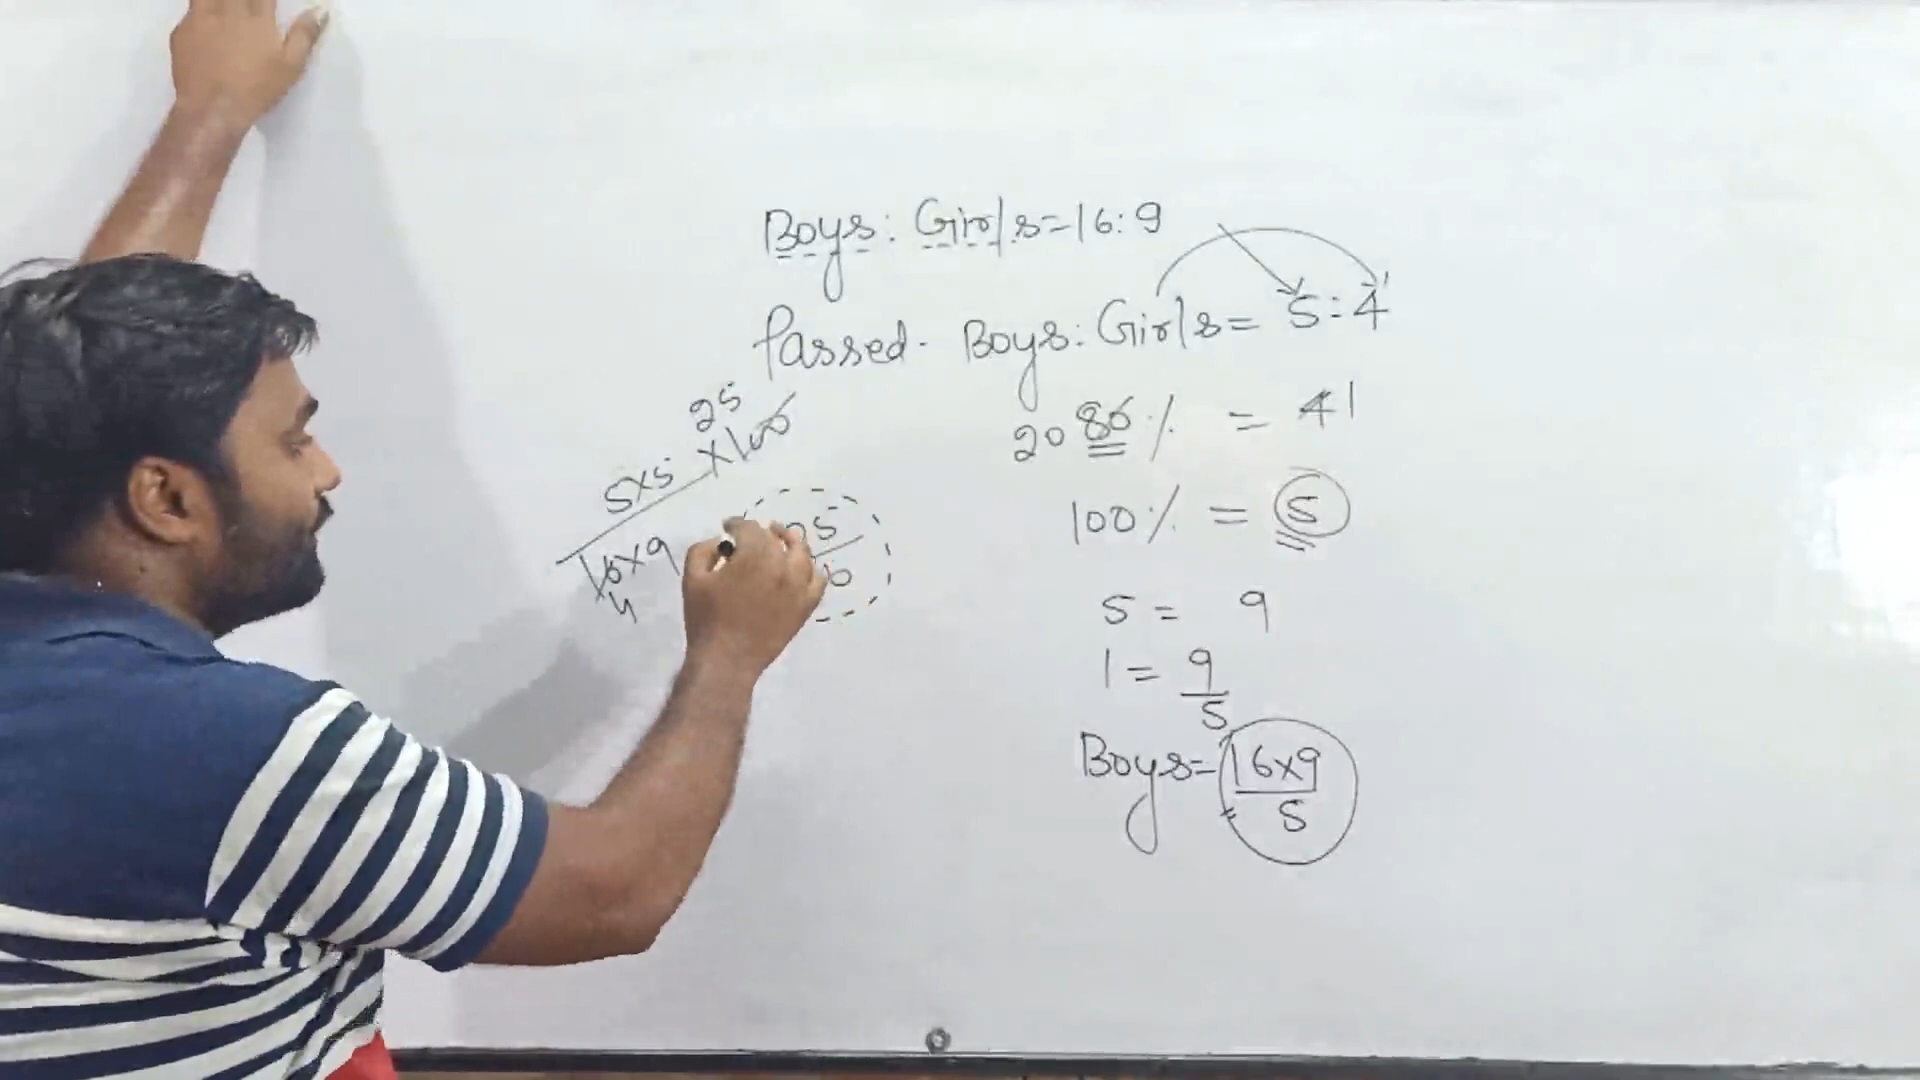 Boys: Girls=16:9
Passed. Boys: Girls= 5:4
20 80% = 41
100% = 5
5 = 9
1 = 9
5
Boys= 16x9
5
25
5x5 x100
16x9
4